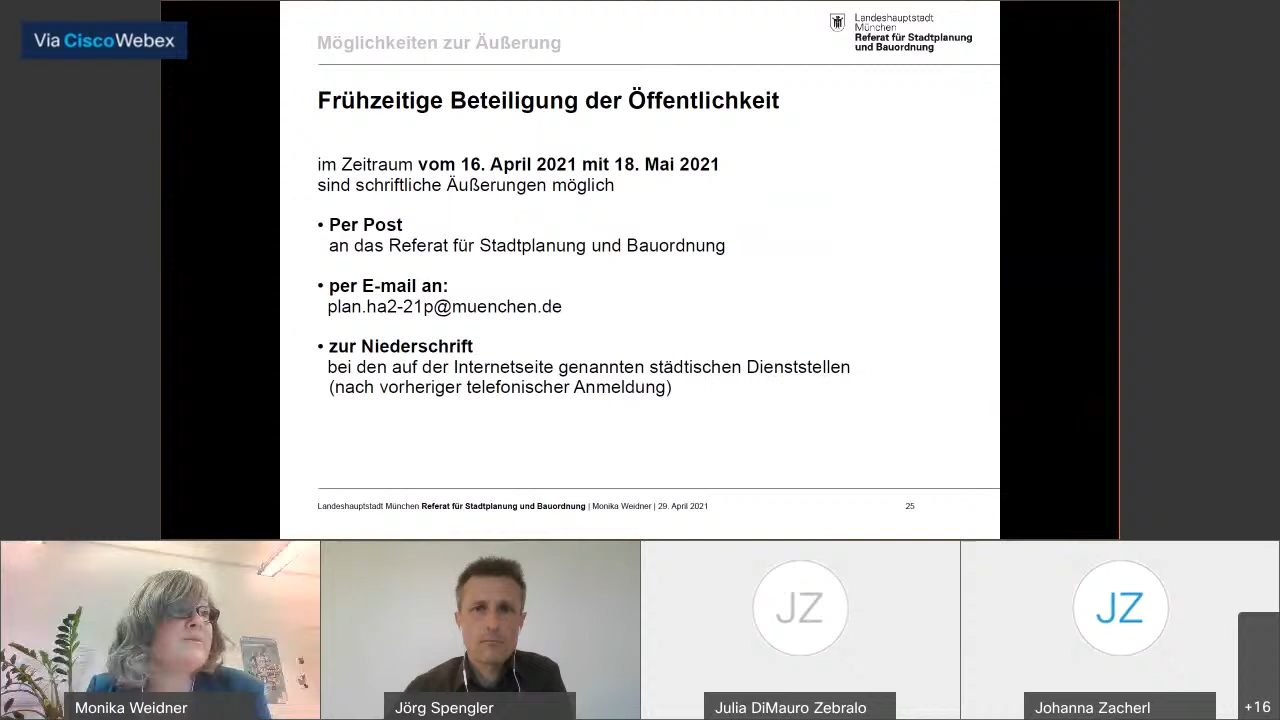 Via Cisco Webex
Möglichkeiten zur Äußerung
Landeshauptstadt
München
Referat für Stadtplanung
und Bauordnung
Frühzeitige Beteiligung der Öffentlichkeit
im Zeitraum vom 16. April 2021 mit 18. Mai 2021
sind schriftliche Äußerungen möglich
• Per Post
an das Referat für Stadtplanung und Bauordnung
• per E-mail an:
plan.ha2-21p@muenchen.de
• zur Niederschrift
bei den auf der Internetseite genannten städtischen Dienststellen
(nach vorheriger telefonischer Anmeldung)
Landeshauptstadt München Referat für Stadtplanung und Bauordnung | Monika Weidner | 29. April 2021
25
JZ
JZ
Monika Weidner
Jörg Spengler
Julia DiMauro Zebralo
Johanna Zacherl
+16